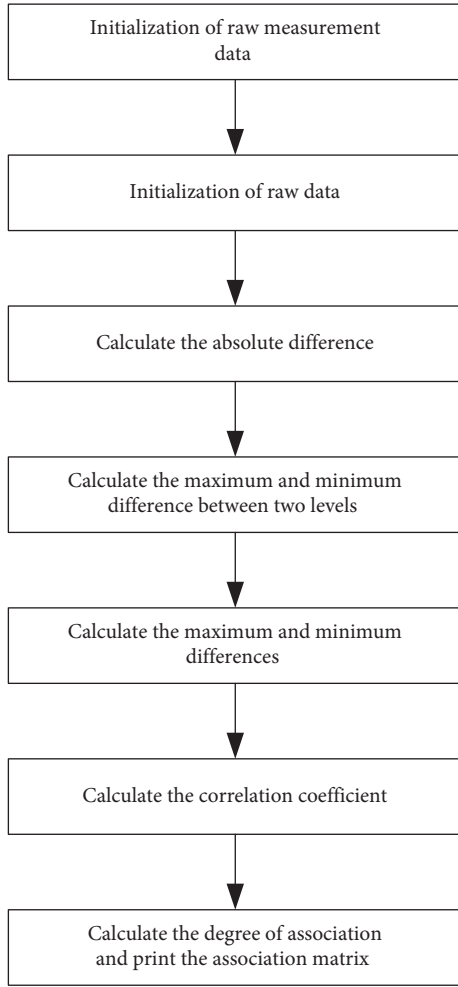 Initialization of raw measurement
data
Initialization of raw data
Calculate the absolute difference
Calculate the maximum and minimum
difference between two levels
Calculate the maximum and minimum
differences
Calculate the correlation coefficient
Calculate the degree of association
and print the association matrix